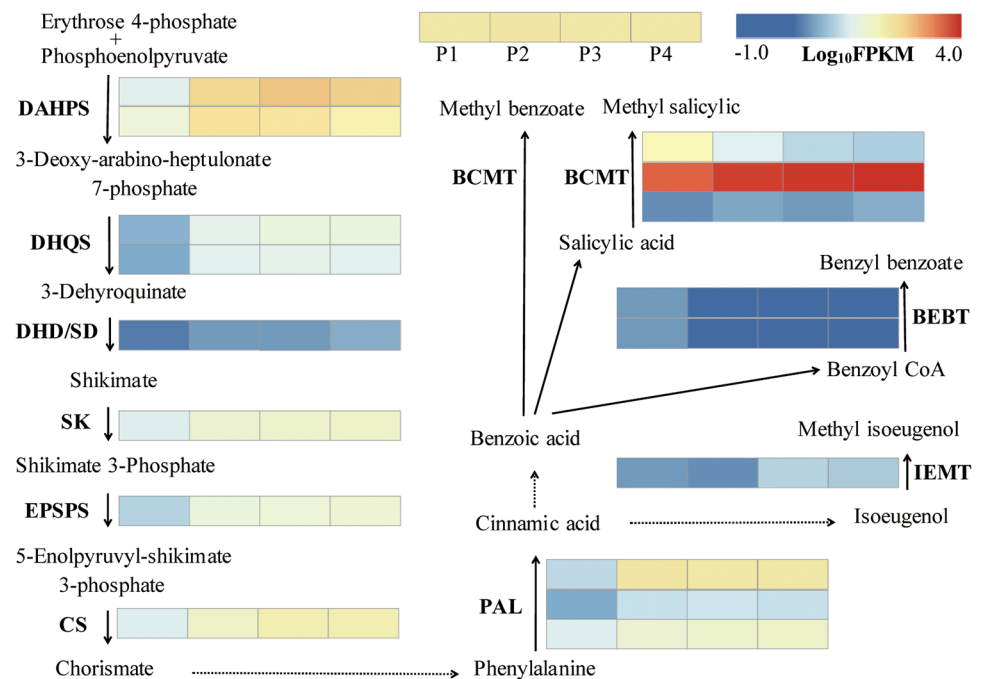 Erythrose 4-phosphate
+
Phosphoenolpyruvate
DAHPS
3-Deoxy-arabino-heptulonate
7-phosphate
DHQS
3-Dehyroquinate
DHD/SD
Shikimate
SK
Shikimate 3-Phosphate
EPSPS
5-Enolpyruvyl-shikimate
3-phosphate
CS
Chorismate
P1 P2 P3 P4
-1.0 Log₁₀FPKM 4.0
Methyl benzoate
Methyl salicylic
BCMT
BCMT
Salicylic acid
Benzyl benzoate
BEBT
Benzoyl CoA
Benzoic acid
Methyl isoeugenol
IEMT
Cinnamic acid
Isoeugenol
PAL
Phenylalanine